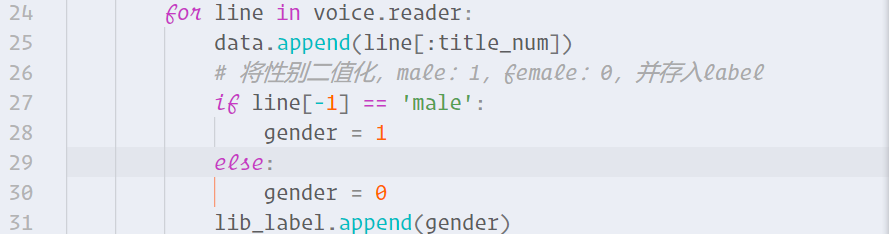 24 for line in voice.reader:
25 data.append(line[:title_num])
26 # 将性别二值化, male: 1, female: 0, 并存入label
27 if line[-1] == 'male':
28 gender = 1
29 else:
30 gender = 0
31 lib_label.append(gender)